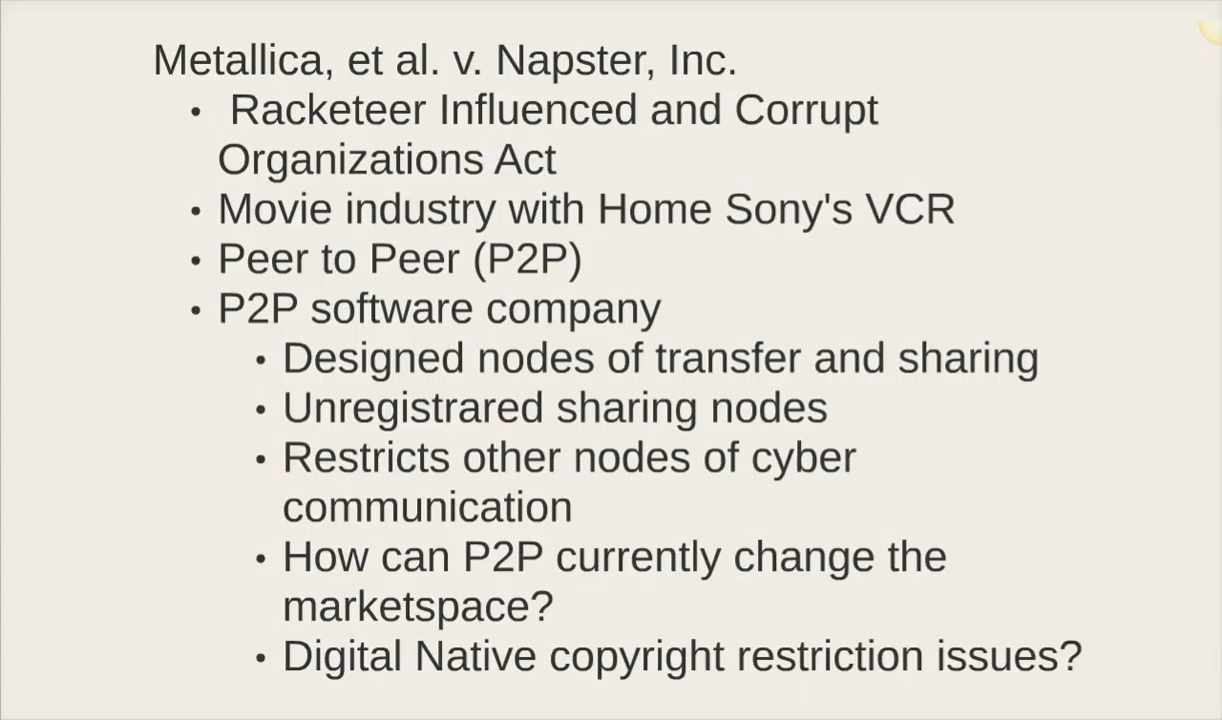 Metallica, et al. v. Napster, Inc.
• Racketeer Influenced and Corrupt
Organizations Act
• Movie industry with Home Sony's VCR
• Peer to Peer (P2P)
• P2P software company
• Designed nodes of transfer and sharing
• Unregistrared sharing nodes
• Restricts other nodes of cyber
communication
• How can P2P currently change the
marketspace?
• Digital Native copyright restriction issues?